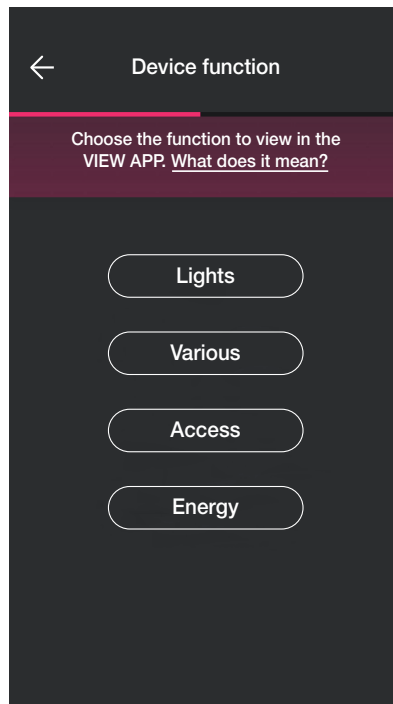 Device function
Choose the function to view in the
VIEW APP. What does it mean?
Lights
Various
Access
Energy